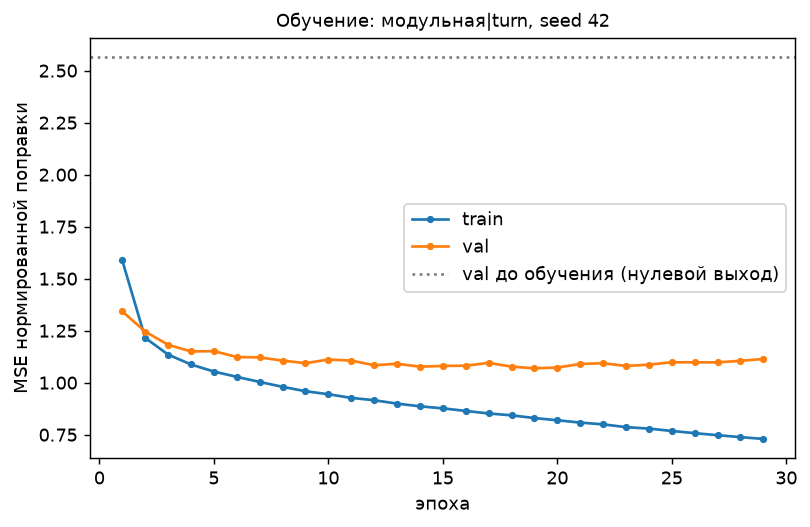 Обучение: модульная|turn, seed 42
MSE нормированной поправки
2.50
2.25
2.00
1.75
1.50
1.25
1.00
0.75
train
val
val до обучения (нулевой выход)
0
5
10
15
20
25
30
эпоха